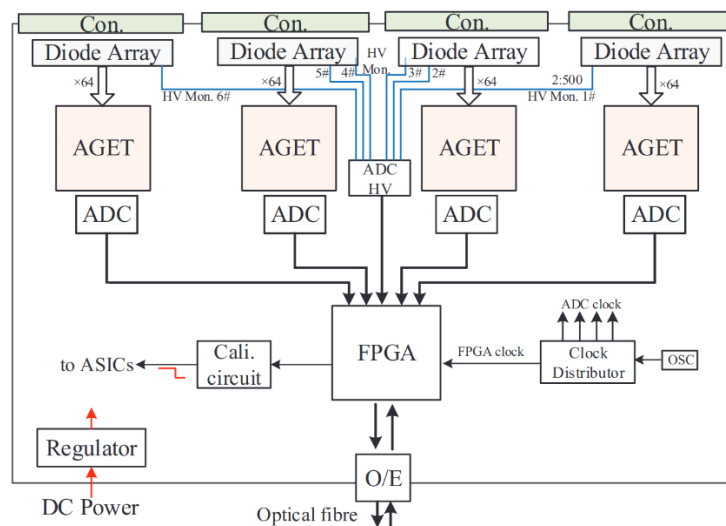 Con. Con. Con. Con.
Diode Array Diode Array HV Mon. Diode Array Diode Array
×64 ×64 5# 4# 3# 2# ×64 2:500 ×64
HV Mon. 6# HV Mon. 1#
AGET AGET AGET AGET
ADC HV
ADC ADC ADC ADC
ADC clock
FPGA
FPGA clock
Clock Distributor
OSC
to ASICs
Cali. circuit
Regulator
DC Power
O/E
Optical fibre